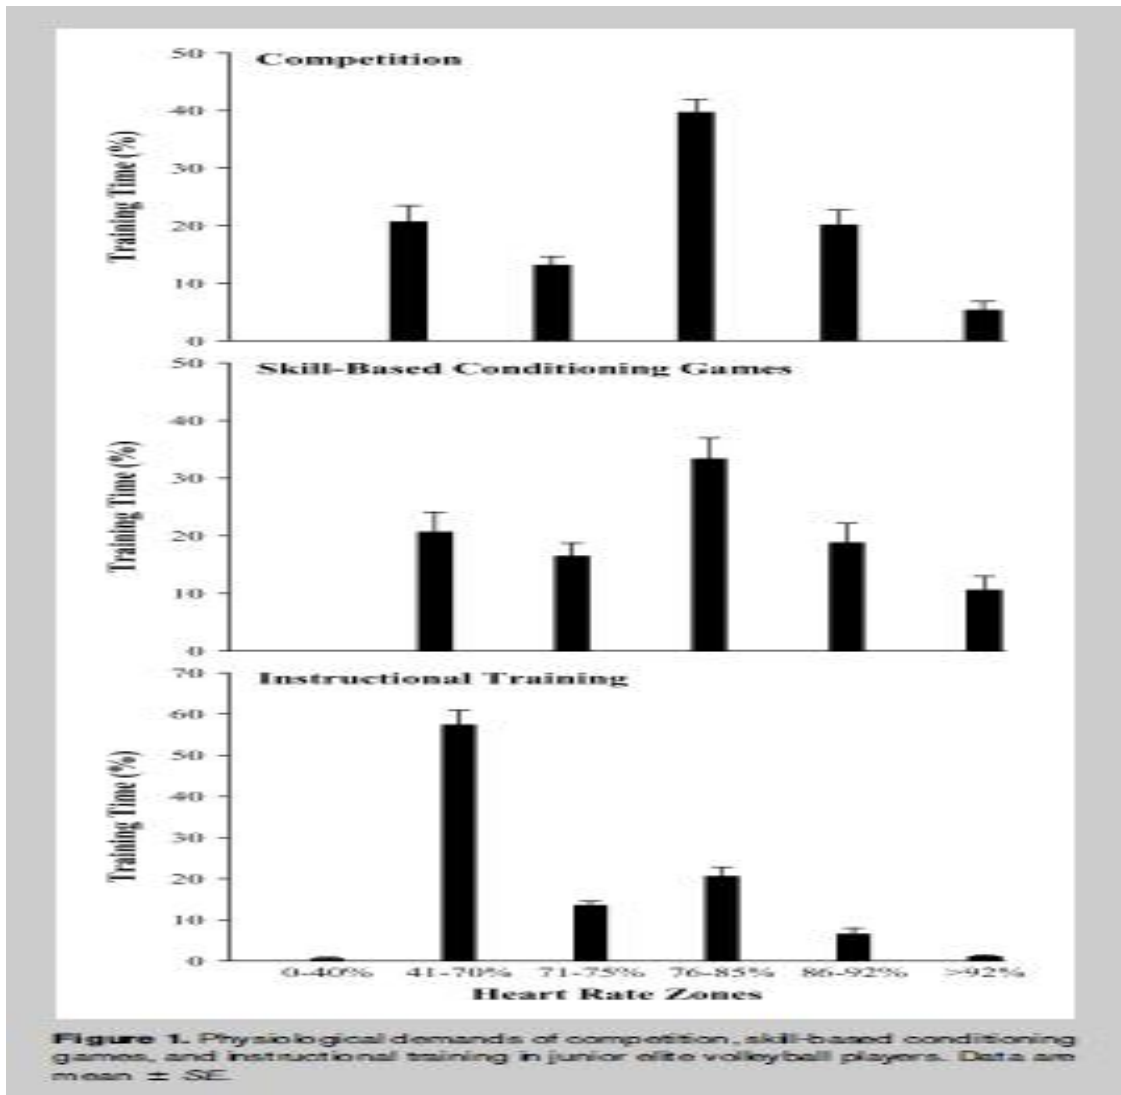 50
Competition
40
30
20
10
0
Training Time (%)
50
Skill-Based Conditioning Games
40
30
20
10
0
Training Time (%)
70
Instructional Training
60
50
40
30
20
10
0
Training Time (%)
0-40% 41-70% 71-75% 76-85% 86-92% >92%
Heart Rate Zones
Figure 1. Physiological demands of competition, skill-based conditioning
games, and instructional training in junior elite volleyball players. Data are
mean ± SE.